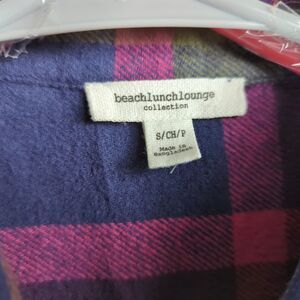 beachlunchlounge
collection
S/CH/P
Made in
Bangladesh